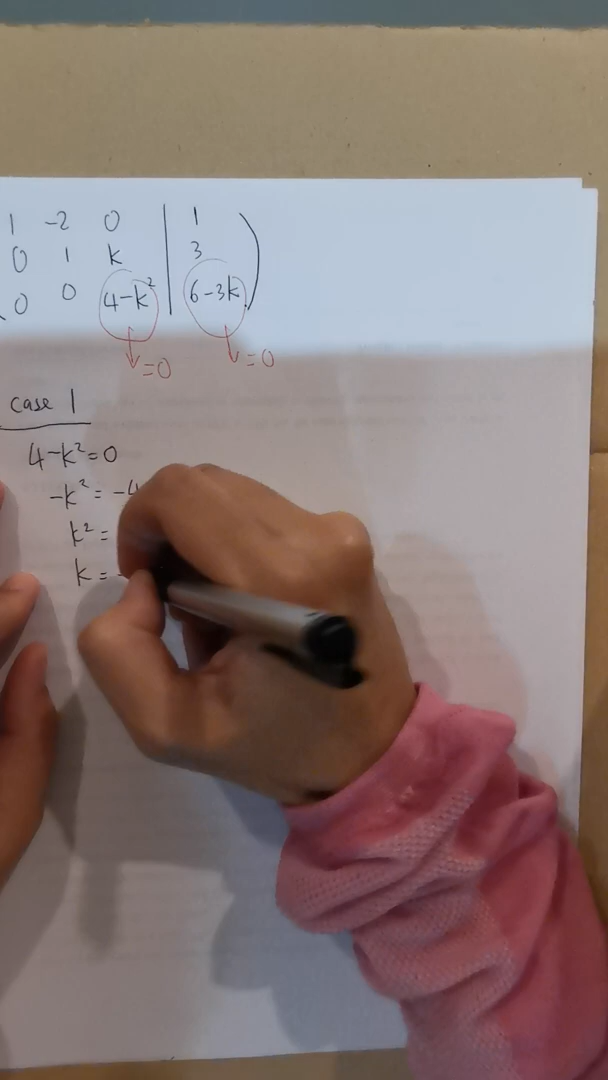 1 -2 0 | 1
0 1 k | 3
0 0 4-k² | 6-3k
=0 =0
case 1
4-k²=0
-k² = -4
k² =
k =